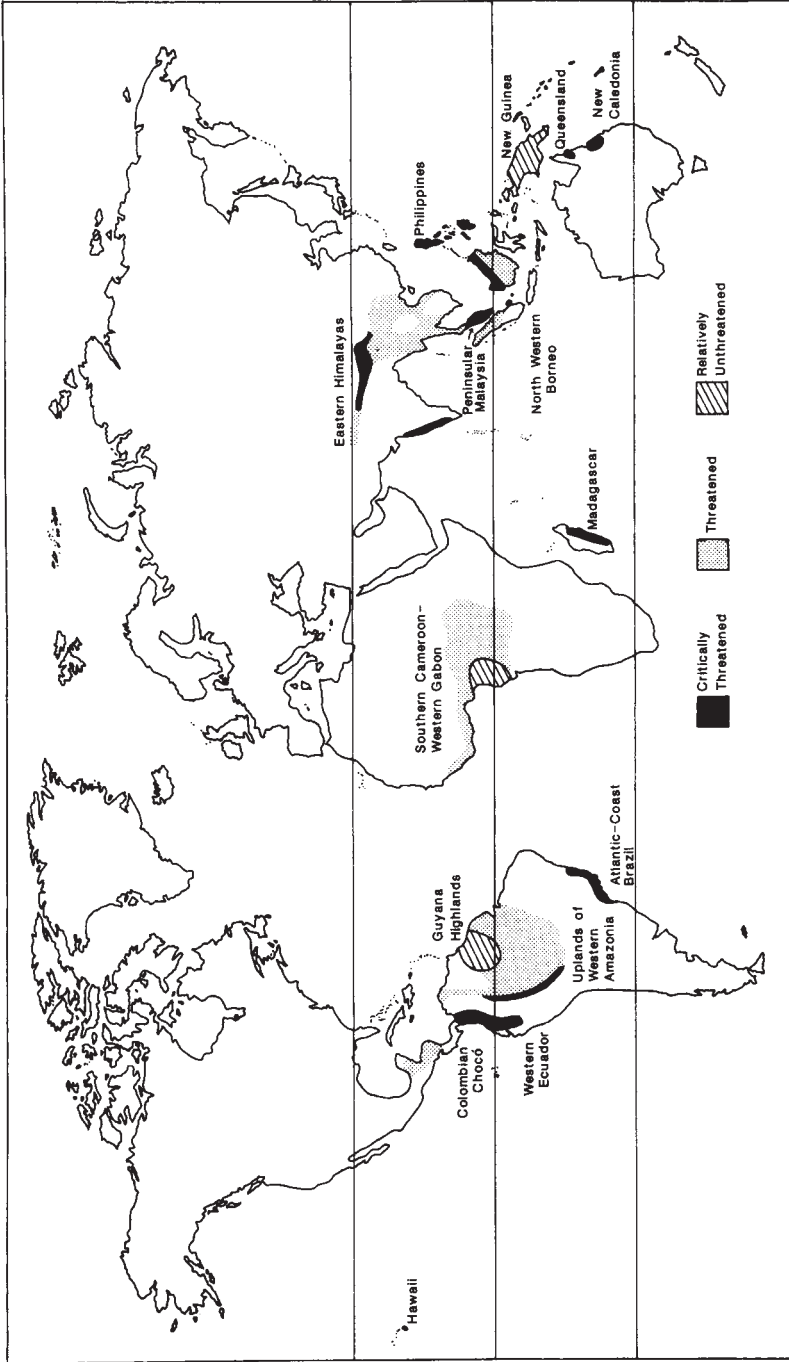 Hawaii
Colombian
Chocó
Western
Ecuador
Guyana
Highlands
Uplands of
Western
Amazonia
Atlantic-Coast
Brazil
Southern Cameroon-
Western Gabon
Madagascar
Eastern Himalayas
Peninsular
Malaysia
North Western
Borneo
Philippines
New Guinea
Queensland
New
Caledonia
Critically
Threatened
Threatened
Relatively
Unthreatened